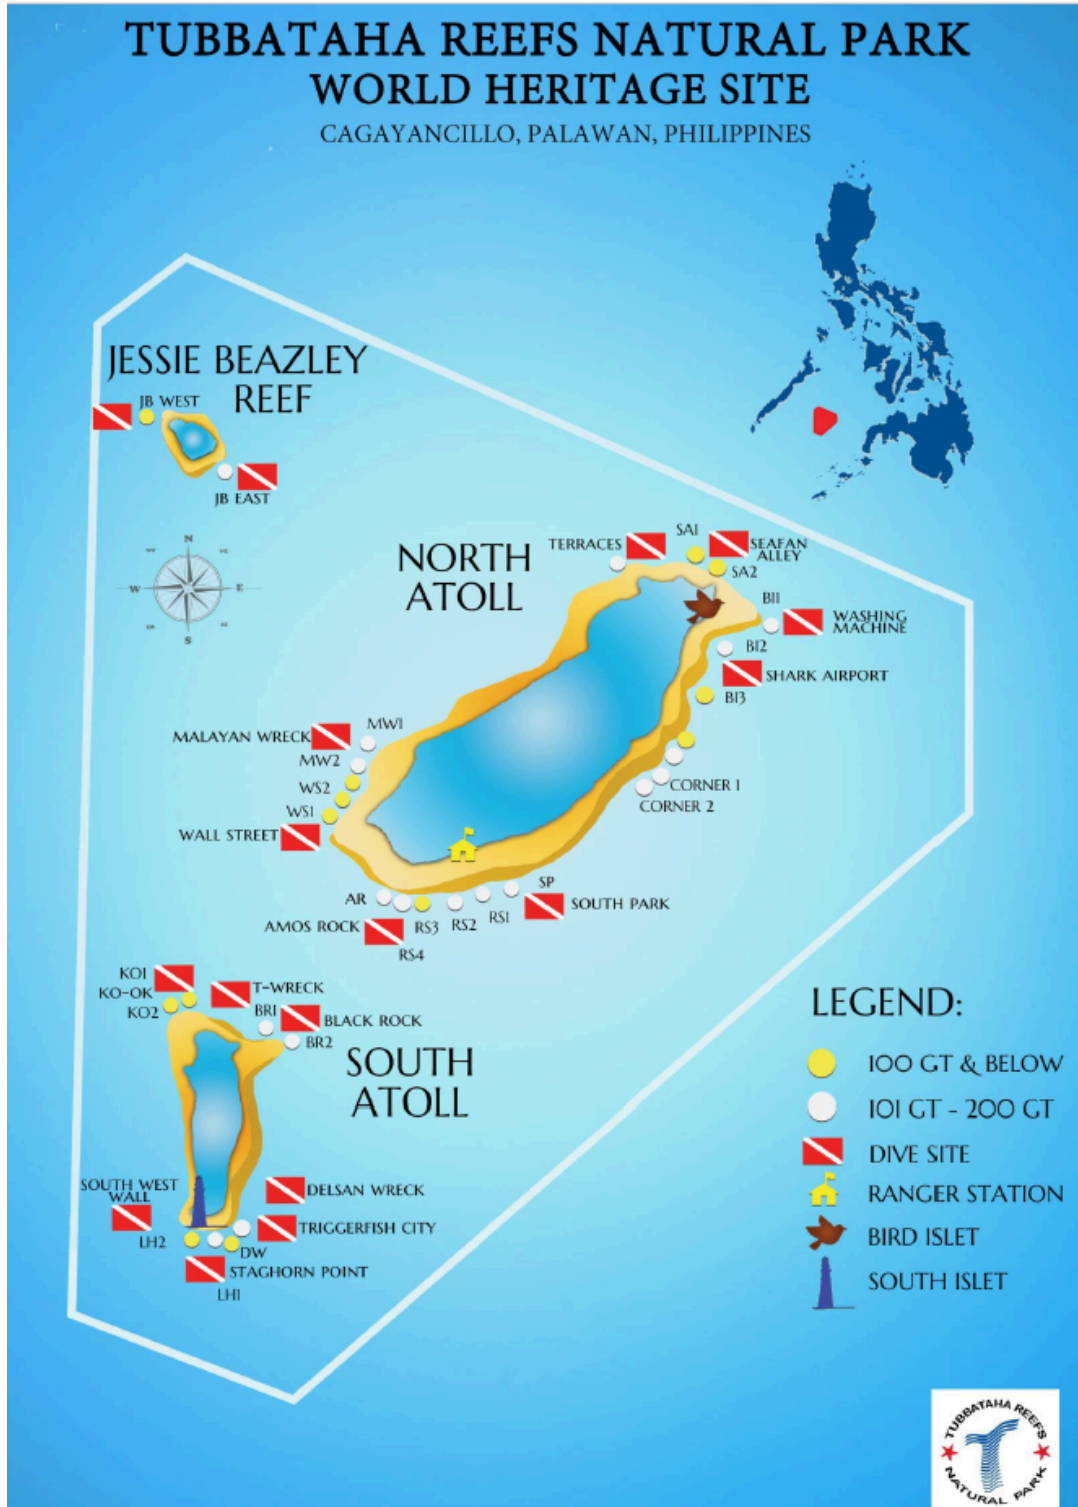 TUBBATAHA REEFS NATURAL PARK
WORLD HERITAGE SITE
CAGAYANCILLO, PALAWAN, PHILIPPINES
JESSIE BEAZLEY
REEF
JB WEST
JB EAST
N
W
E
S
NORTH
ATOLL
TERRACES
SA1
SEAFAN
ALLEY
SA2
BI1
WASHING
MACHINE
BI2
SHARK AIRPORT
BI3
MW1
MALAYAN WRECK
MW2
WS2
WS1
WALL STREET
CORNER 1
CORNER 2
AR
SP
SOUTH PARK
RS1
RS2
RS3
AMOS ROCK
RS4
KO1
KO-OK
KO2
T-WRECK
BR1
BLACK ROCK
BR2
SOUTH
ATOLL
SOUTH WEST
WALL
DELSAN WRECK
TRIGGERFISH CITY
LH2
DW
STAGHORN POINT
LH1
LEGEND:
100 GT & BELOW
101 GT - 200 GT
DIVE SITE
RANGER STATION
BIRD ISLET
SOUTH ISLET
TUBBATAHA REEFS
NATURAL PARK